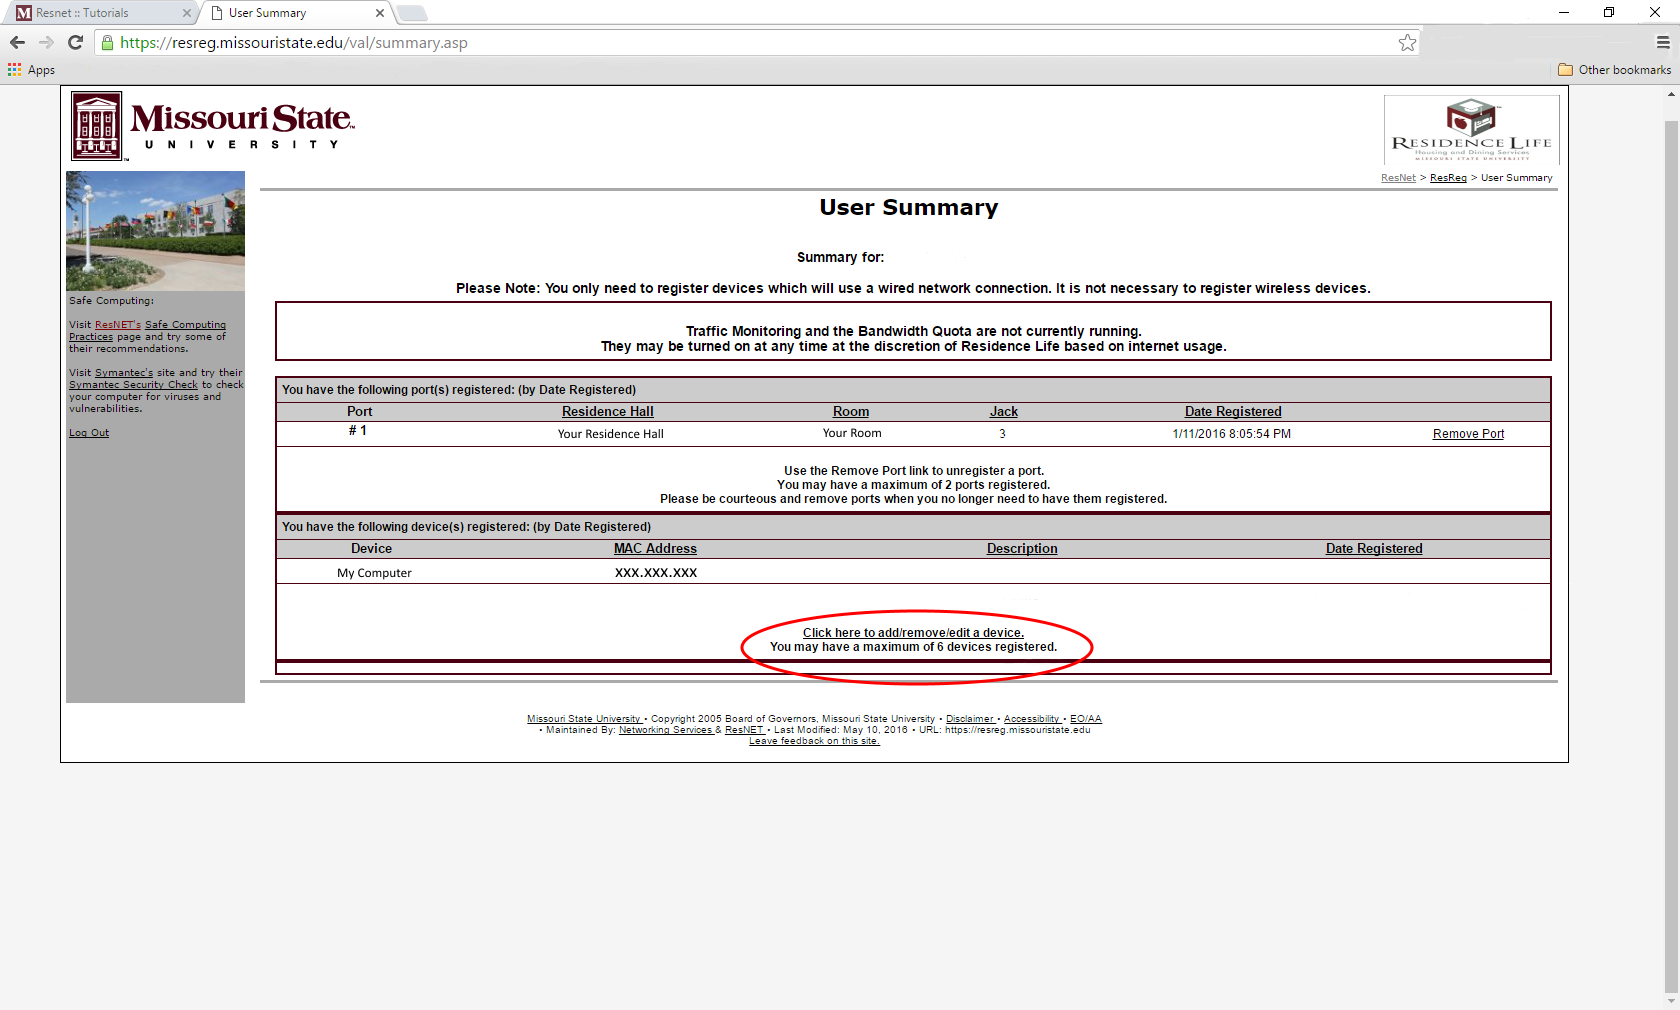 Resnet :: Tutorials
User Summary
https://resreg.missouristate.edu/val/summary.asp
Apps
Other bookmarks
Missouri State™
UNIVERSITY
RESIDENCE LIFE
Housing and Dining Services
MISSOURI STATE UNIVERSITY
ResNet > ResReg > User Summary
User Summary
Summary for:
Please Note: You only need to register devices which will use a wired network connection. It is not necessary to register wireless devices.
Traffic Monitoring and the Bandwidth Quota are not currently running.
They may be turned on at any time at the discretion of Residence Life based on internet usage.
Safe Computing:
Visit ResNET's Safe Computing
Practices page and try some of
their recommendations.
Visit Symantec's site and try their
Symantec Security Check to check
your computer for viruses and
vulnerabilities.
Log Out
You have the following port(s) registered: (by Date Registered)
Port Residence Hall Room Jack Date Registered
# 1 Your Residence Hall Your Room 3 1/11/2016 8:05:54 PM Remove Port
Use the Remove Port link to unregister a port.
You may have a maximum of 2 ports registered.
Please be courteous and remove ports when you no longer need to have them registered.
You have the following device(s) registered: (by Date Registered)
Device MAC Address Description Date Registered
My Computer XXX.XXX.XXX
Click here to add/remove/edit a device.
You may have a maximum of 6 devices registered.
Missouri State University • Copyright 2005 Board of Governors, Missouri State University • Disclaimer • Accessibility • EO/AA
• Maintained By: Networking Services & ResNET • Last Modified: May 10, 2016 • URL: https://resreg.missouristate.edu
Leave feedback on this site.